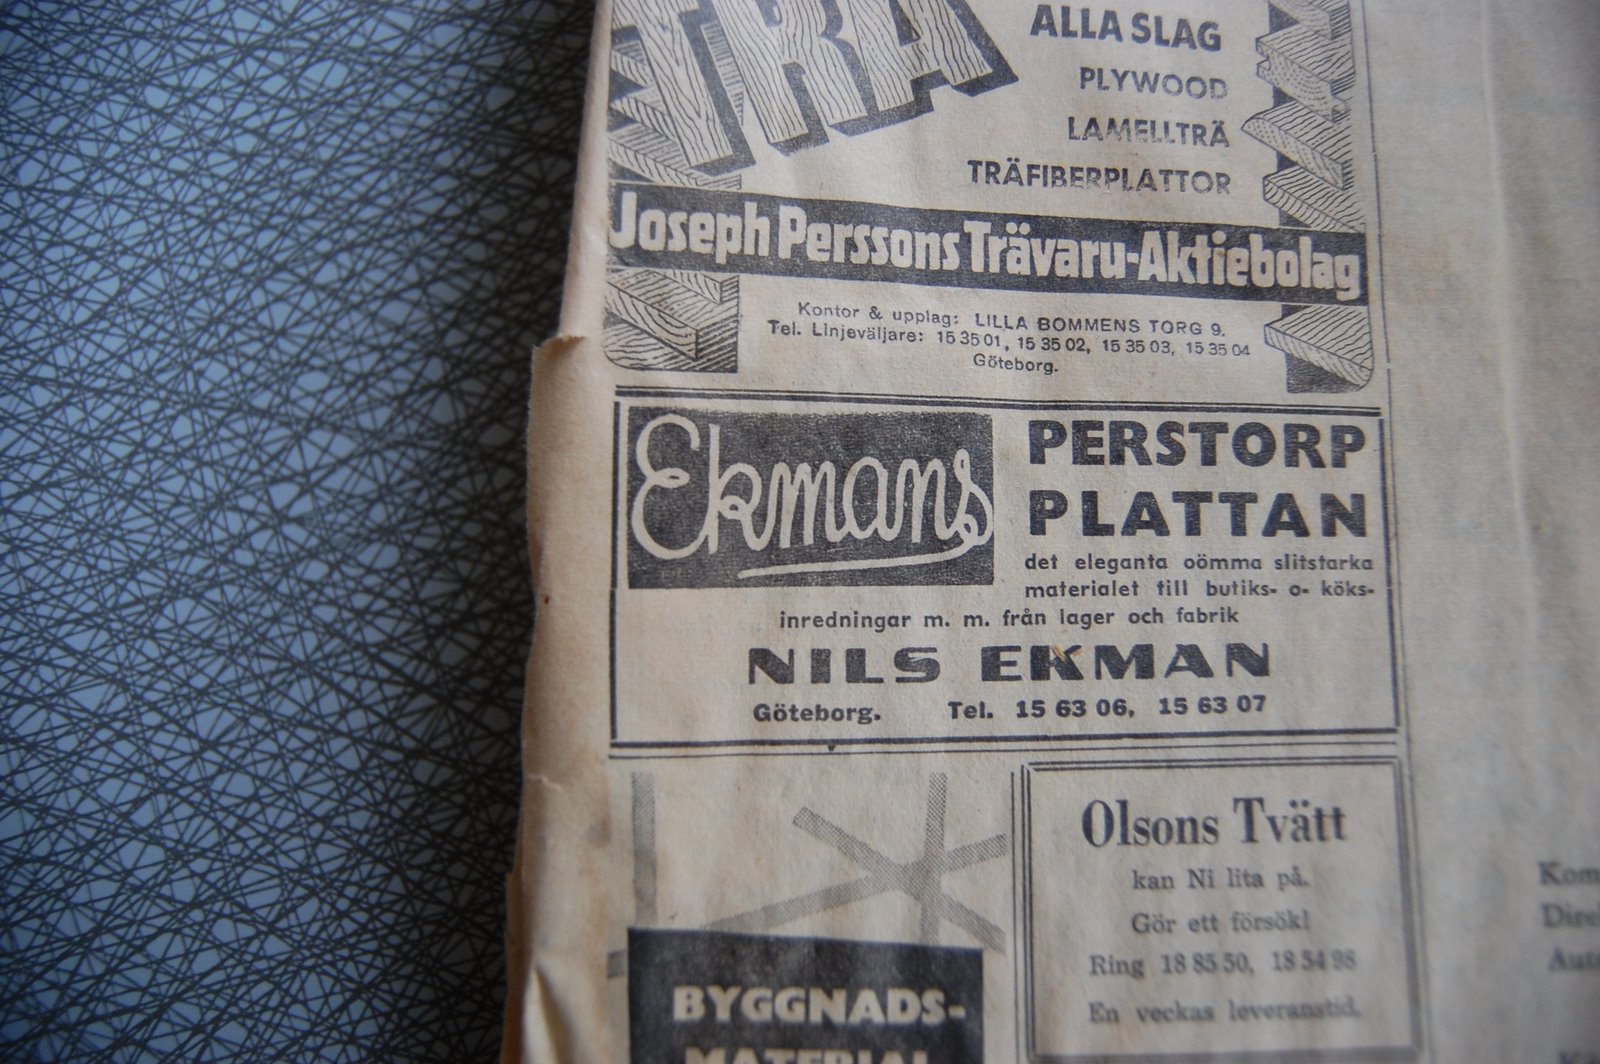 TRÄ
ALLA SLAG
PLYWOOD
LAMELLTRÄ
TRÄFIBERPLATTOR
Joseph Perssons Trävaru-Aktiebolag
Kontor & upplag: LILLA BOMMENS TORG 9.
Tel. Linjeväljare: 15 35 01, 15 35 02, 15 35 03, 15 35 04
Göteborg.
Ekmans
PERSTORP
PLATTAN
det eleganta oömma slitstarka
materialet till butiks- o- köks-
inredningar m. m. från lager och fabrik
NILS EKMAN
Göteborg. Tel. 15 63 06, 15 63 07
Olsons Tvätt
kan Ni lita på.
Gör ett försök!
Ring 18 85 50, 18 54 98
En veckas leveranstid.
BYGGNADS-
MATERIAL